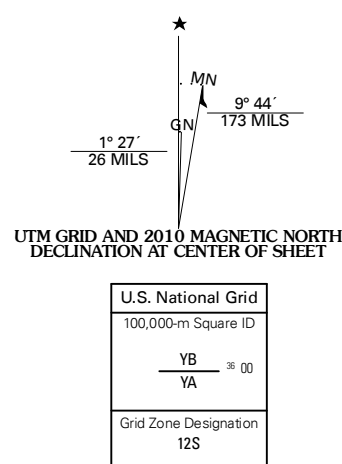 MN
GN
9° 44´
173 MILS
1° 27´
26 MILS
UTM GRID AND 2010 MAGNETIC NORTH
DECLINATION AT CENTER OF SHEET
U.S. National Grid
100,000-m Square ID
YB
36 00
YA
Grid Zone Designation
12S